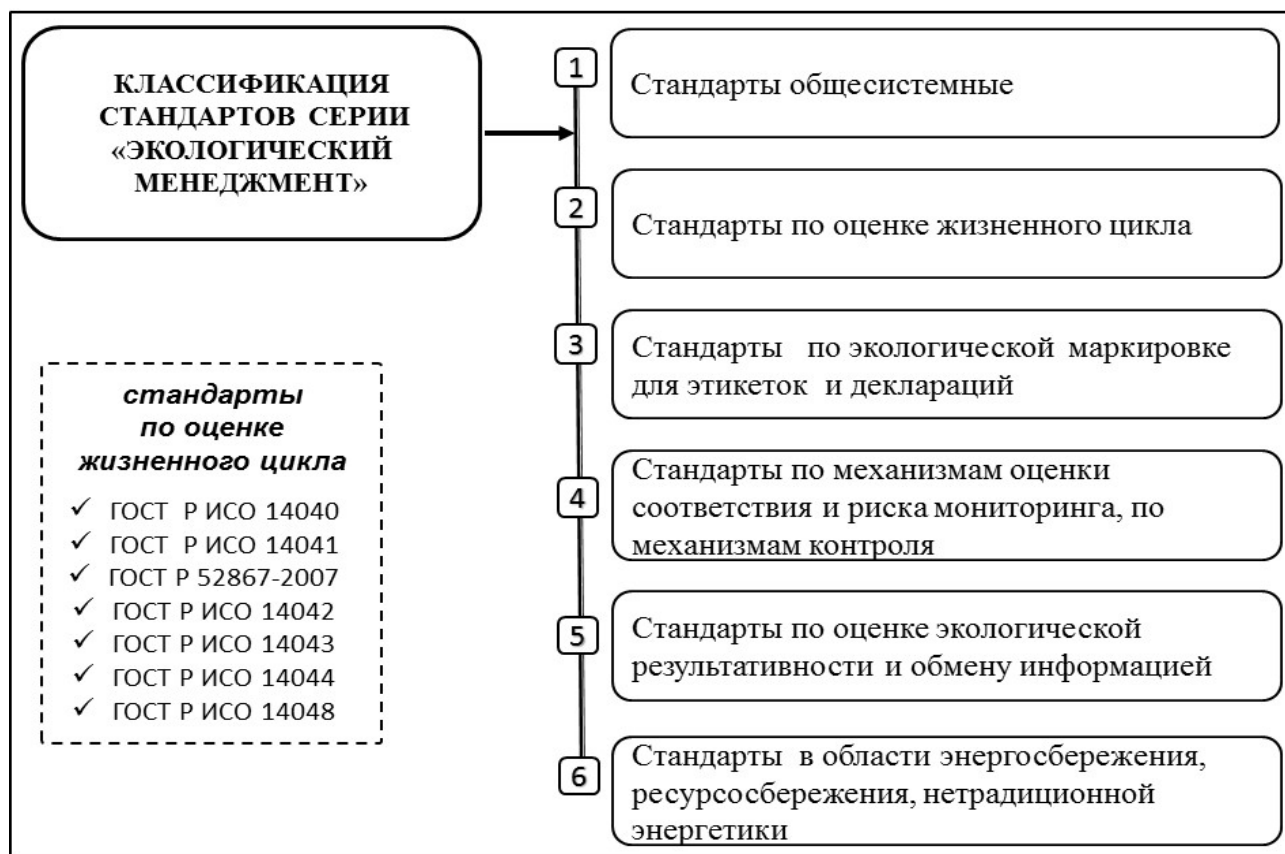 КЛАССИФИКАЦИЯ
СТАНДАРТОВ СЕРИИ
«ЭКОЛОГИЧЕСКИЙ
МЕНЕДЖМЕНТ»
1
Стандарты общесистемные
2
Стандарты по оценке жизненного цикла
3
Стандарты по экологической маркировке
для этикеток и деклараций
4
Стандарты по механизмам оценки
соответствия и риска мониторинга, по
механизмам контроля
5
Стандарты по оценке экологической
результативности и обмену информацией
6
Стандарты в области энергосбережения,
ресурсосбережения, нетрадиционной
энергетики
стандарты
по оценке
жизненного цикла
✓ ГОСТ Р ИСО 14040
✓ ГОСТ Р ИСО 14041
✓ ГОСТ Р 52867-2007
✓ ГОСТ Р ИСО 14042
✓ ГОСТ Р ИСО 14043
✓ ГОСТ Р ИСО 14044
✓ ГОСТ Р ИСО 14048